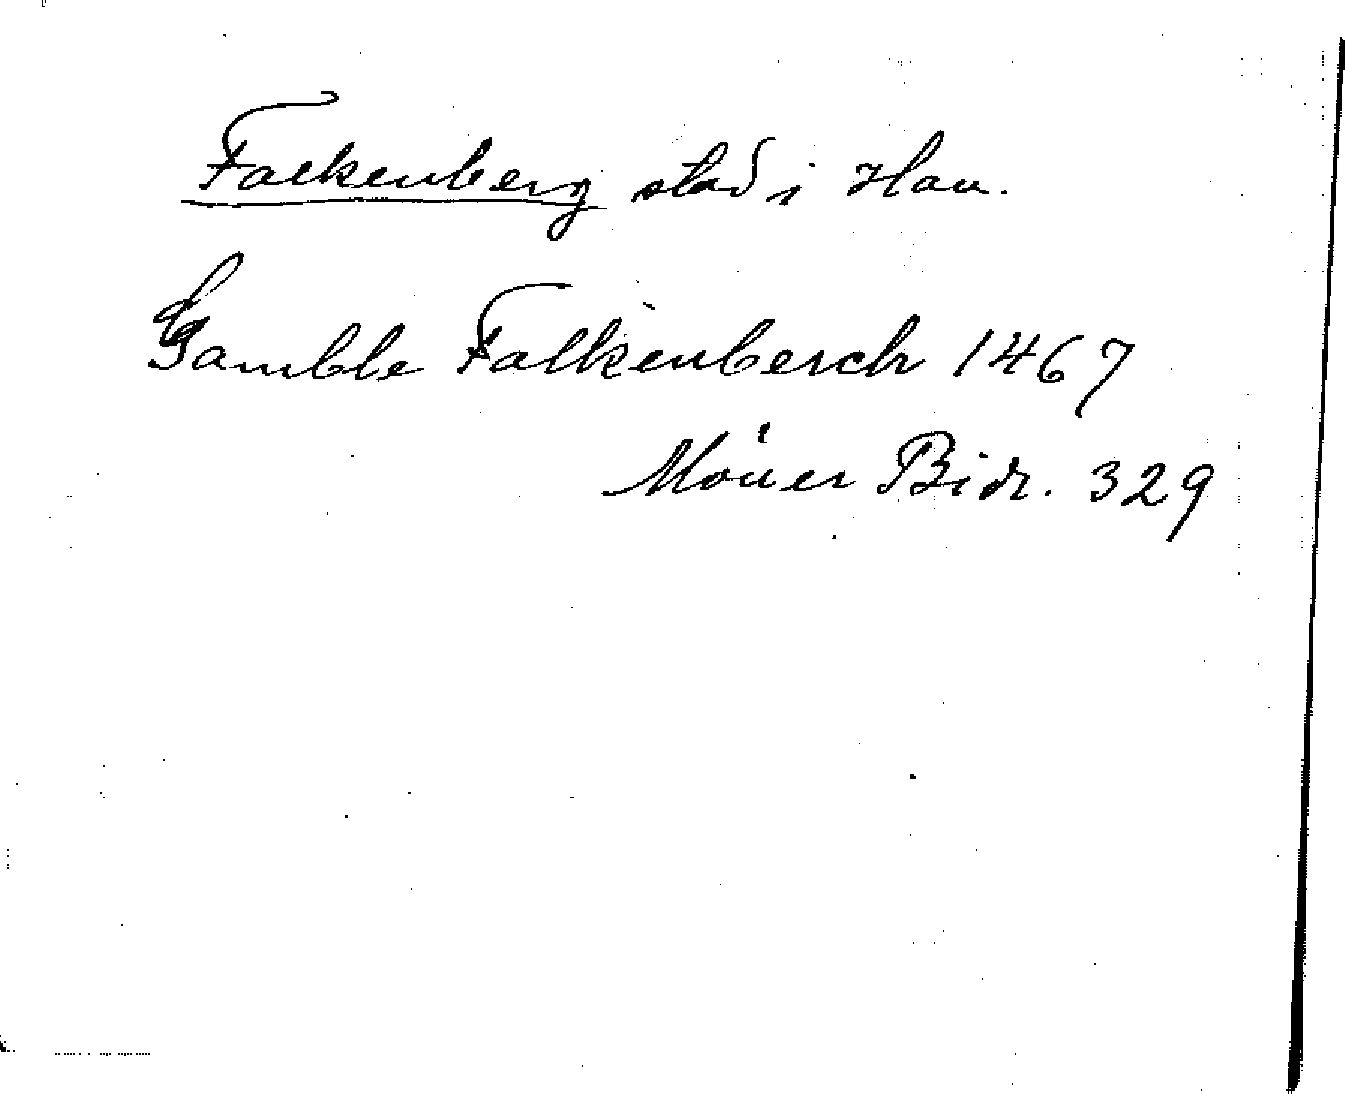 Falkenberg stad i Hall.
Gamble Falkenberch 1467
Möller Bidr. 329